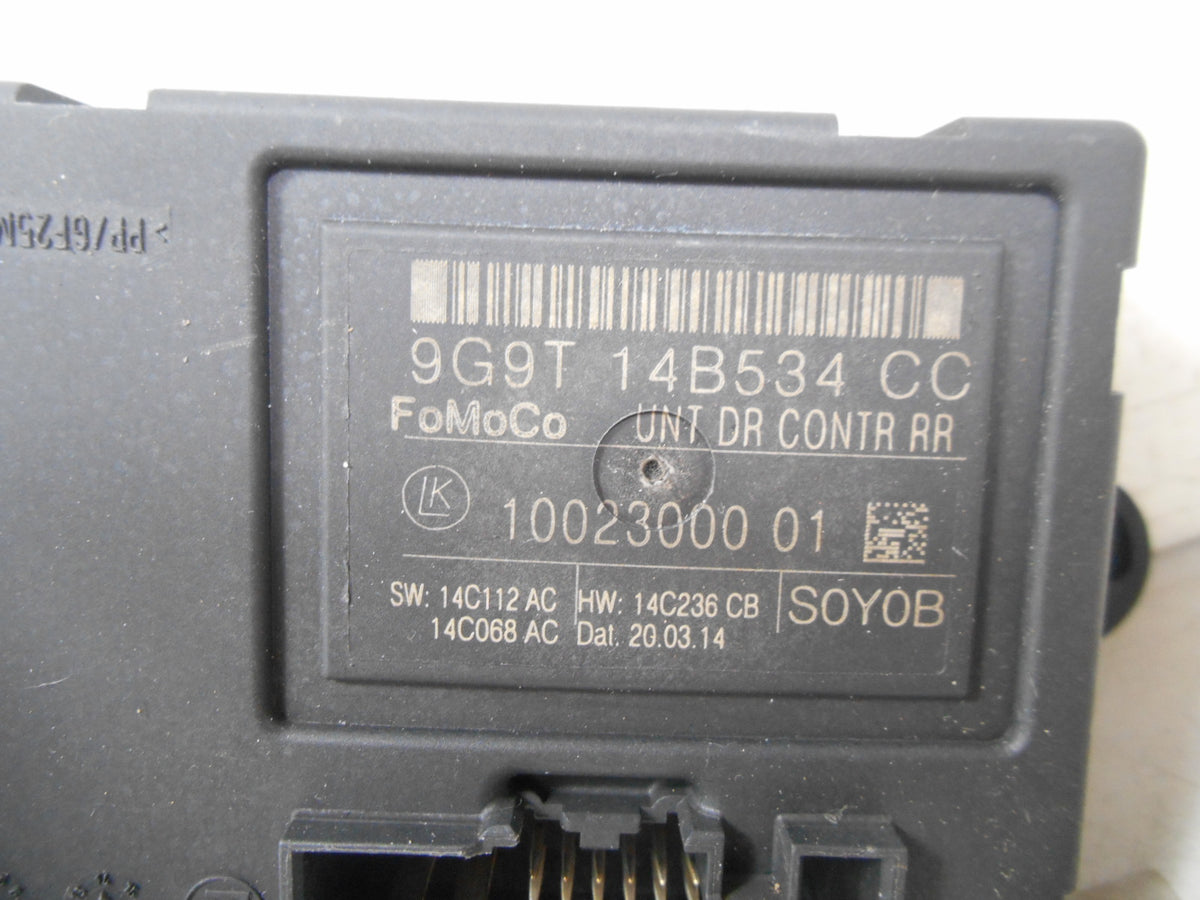 >PP/GF25M
9G9T 14B534 CC
FoMoCo UNT DR CONTR RR
LK 10023000 01
SW: 14C112 AC HW: 14C236 CB S0Y0B
14C068 AC Dat. 20.03.14